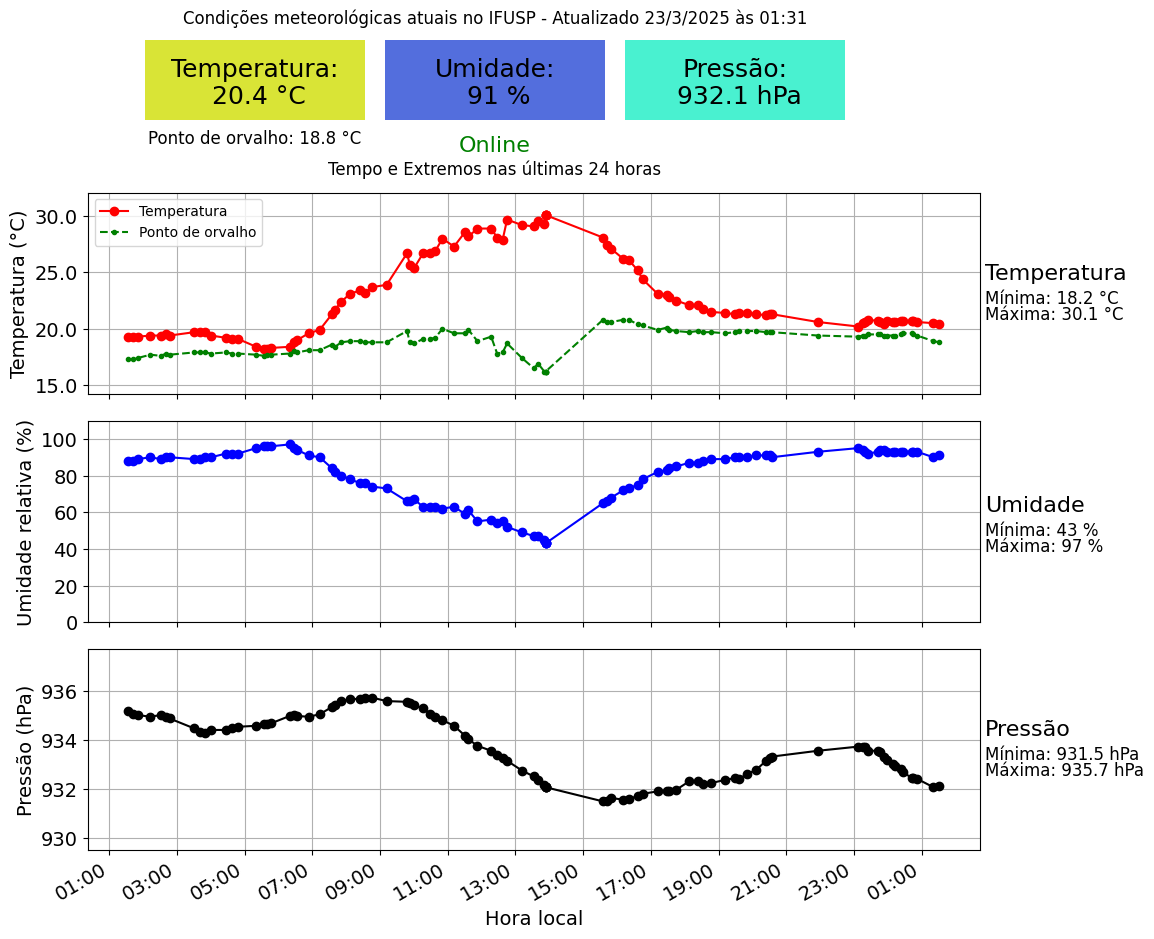 Condições meteorológicas atuais no IFUSP - Atualizado 23/3/2025 às 01:31
Temperatura:
20.4 °C
Umidade:
91 %
Pressão:
932.1 hPa
Ponto de orvalho: 18.8 °C
Online
Tempo e Extremos nas últimas 24 horas
Temperatura (°C)
30.0
25.0
20.0
15.0
Temperatura
Ponto de orvalho
Temperatura
Mínima: 18.2 °C
Máxima: 30.1 °C
Umidade relativa (%)
100
80
60
40
20
0
Umidade
Mínima: 43 %
Máxima: 97 %
Pressão (hPa)
936
934
932
930
Pressão
Mínima: 931.5 hPa
Máxima: 935.7 hPa
01:00 03:00 05:00 07:00 09:00 11:00 13:00 15:00 17:00 19:00 21:00 23:00 01:00
Hora local